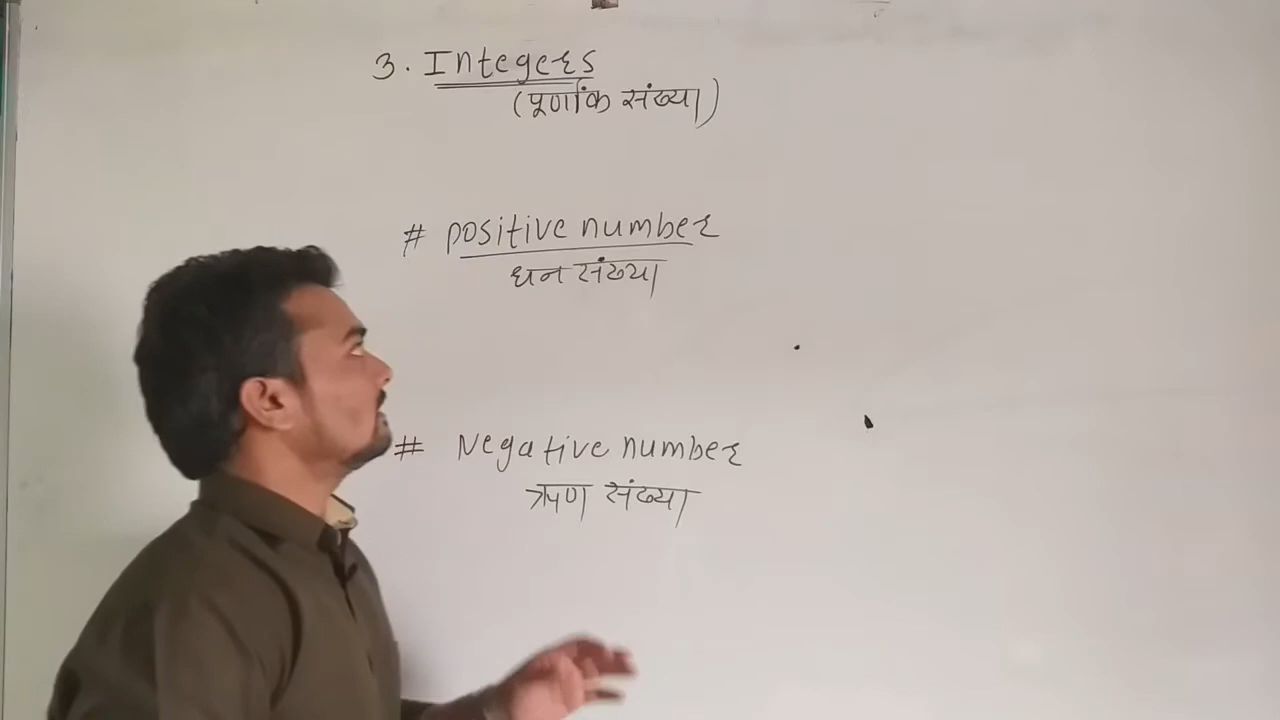 3. Integers
(पूर्णांक संख्या)
# positive number
धन संख्या
# Negative number
ऋण संख्या